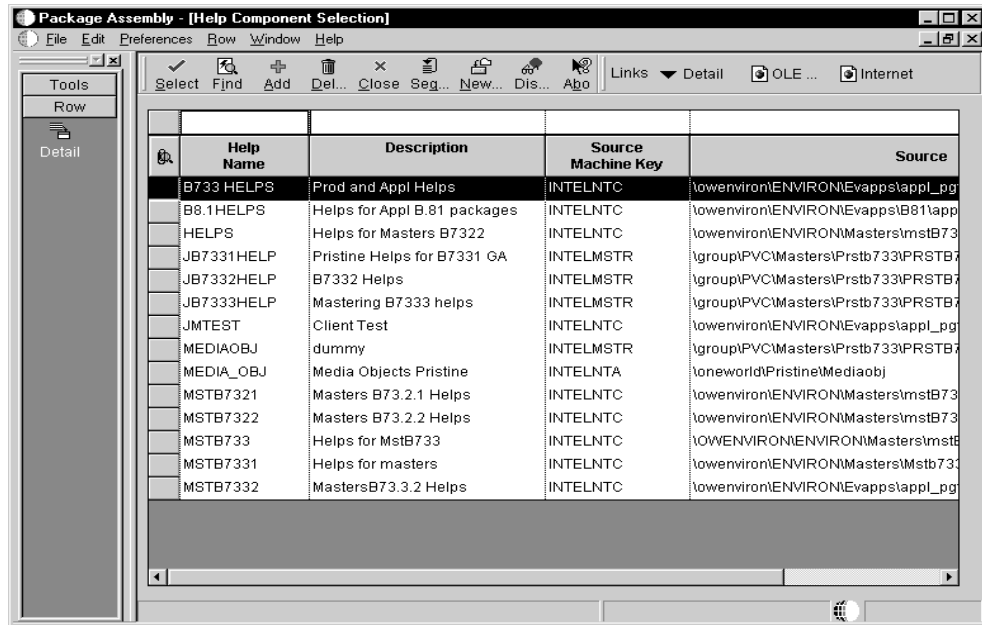 Package Assembly - [Help Component Selection]
File Edit Preferences Row Window Help
Select Find Add Del... Close Seq... New... Dis... Abo Links Detail OLE ... Internet
Tools
Row
Detail
Help Name Description Source Machine Key Source
B733 HELPS Prod and Appl Helps INTELNTC \owenviron\ENVIRON\Evapps\appl_pg
B8.1HELPS Helps for Appl B.81 packages INTELNTC \owenviron\ENVIRON\Evapps\B81\app
HELPS Helps for Masters B7322 INTELNTC \owenviron\ENVIRON\Masters\mstB73
JB7331HELP Pristine Helps for B7331 GA INTELMSTR \group\PVC\Masters\Prstb733\PRSTB7
JB7332HELP B7332 Helps INTELMSTR \group\PVC\Masters\Prstb733\PRSTB7
JB7333HELP Mastering B7333 helps INTELMSTR \group\PVC\Masters\Prstb733\PRSTB7
JMTEST Client Test INTELNTC \owenviron\ENVIRON\Evapps\appl_pg
MEDIAOBJ dummy INTELMSTR \group\PVC\Masters\Prstb733\PRSTB7
MEDIA_OBJ Media Objects Pristine INTELNTA \oneworld\Pristine\Mediaobj
MSTB7321 Masters B73.2.1 Helps INTELNTC \owenviron\ENVIRON\Masters\mstB73
MSTB7322 Masters B73.2.2 Helps INTELNTC \owenviron\ENVIRON\Masters\mstB73
MSTB733 Helps for MstB733 INTELNTC \OWENVIRON\ENVIRON\Masters\mstB
MSTB7331 Helps for masters INTELNTC \owenviron\ENVIRON\Masters\Mstb733
MSTB7332 MastersB73.3.2 Helps INTELNTC \owenviron\ENVIRON\Evapps\appl_pg